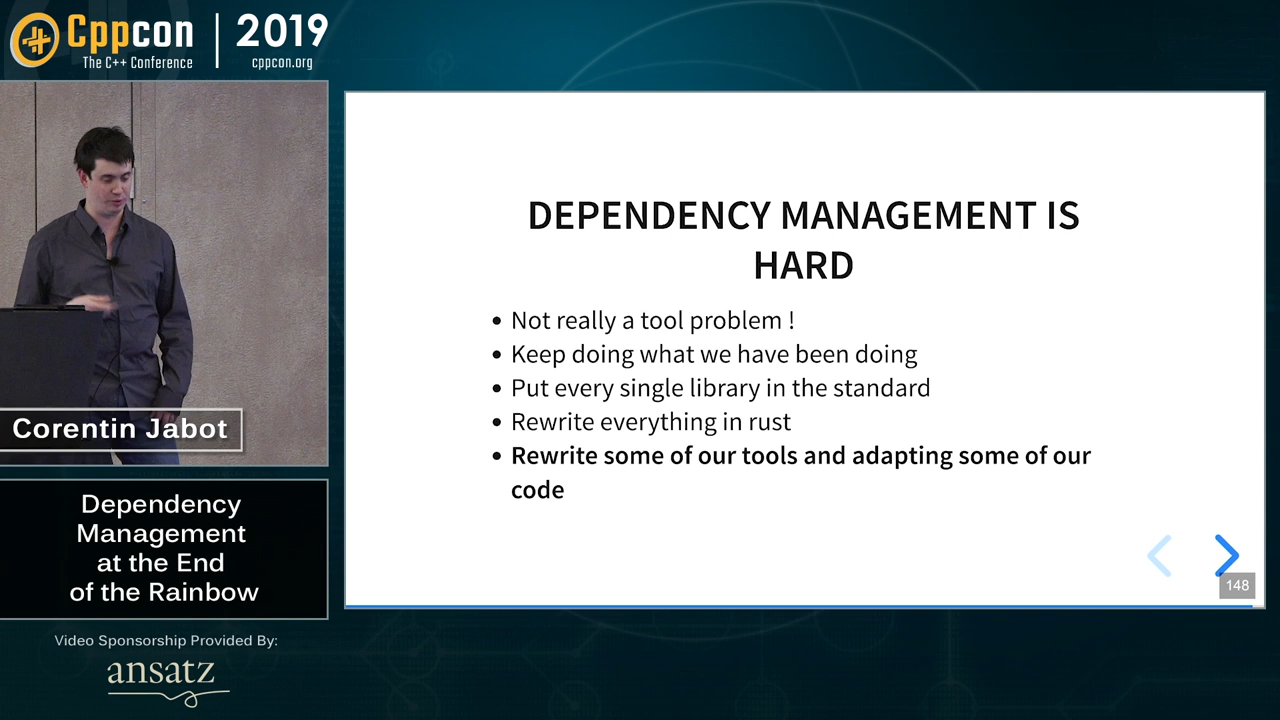 Cppcon
The C++ Conference
2019
cppcon.org
Corentin Jabot
Dependency
Management
at the End
of the Rainbow
Video Sponsorship Provided By:
ansatz
DEPENDENCY MANAGEMENT IS
HARD
• Not really a tool problem !
• Keep doing what we have been doing
• Put every single library in the standard
• Rewrite everything in rust
• Rewrite some of our tools and adapting some of our
code
148